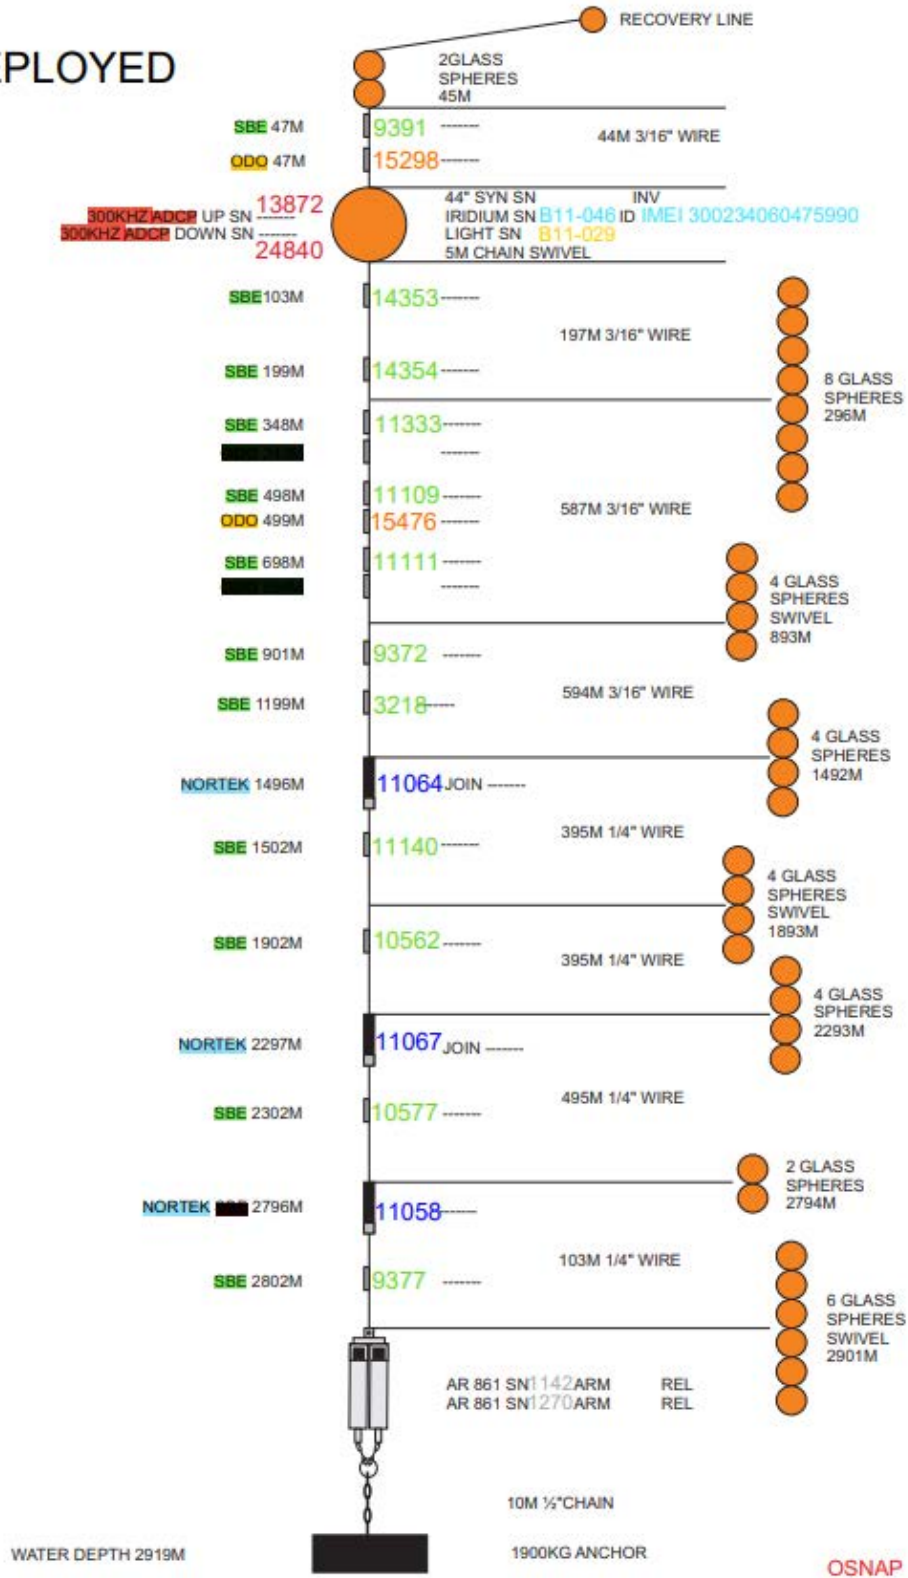 RECOVERY LINE
EPLOYED
2GLASS
SPHERES
45M
SBE 47M 9391 -------
44M 3/16" WIRE
ODO 47M 15298 -------
300KHZ ADCP UP SN ------- 13872
300KHZ ADCP DOWN SN ------- 24840
44" SYN SN INV
IRIDIUM SN B11-046 ID IMEI 300234060475990
LIGHT SN B11-029
5M CHAIN SWIVEL
SBE 103M 14353 -------
197M 3/16" WIRE
SBE 199M 14354 -------
8 GLASS
SPHERES
296M
SBE 348M 11333 -------
-------
SBE 498M 11109 -------
587M 3/16" WIRE
ODO 499M 15476 -------
SBE 698M 11111 -------
-------
4 GLASS
SPHERES
SWIVEL
893M
SBE 901M 9372 -------
594M 3/16" WIRE
SBE 1199M 3218 -------
4 GLASS
SPHERES
1492M
NORTEK 1496M 11064 JOIN -------
395M 1/4" WIRE
SBE 1502M 11140 -------
4 GLASS
SPHERES
SWIVEL
1893M
SBE 1902M 10562 -------
395M 1/4" WIRE
4 GLASS
SPHERES
2293M
NORTEK 2297M 11067 JOIN -------
495M 1/4" WIRE
SBE 2302M 10577 -------
2 GLASS
SPHERES
2794M
NORTEK 2796M 11058 -------
103M 1/4" WIRE
SBE 2802M 9377 -------
6 GLASS
SPHERES
SWIVEL
2901M
AR 861 SN 1142 ARM REL
AR 861 SN 1270 ARM REL
10M ½"CHAIN
WATER DEPTH 2919M
1900KG ANCHOR
OSNAP